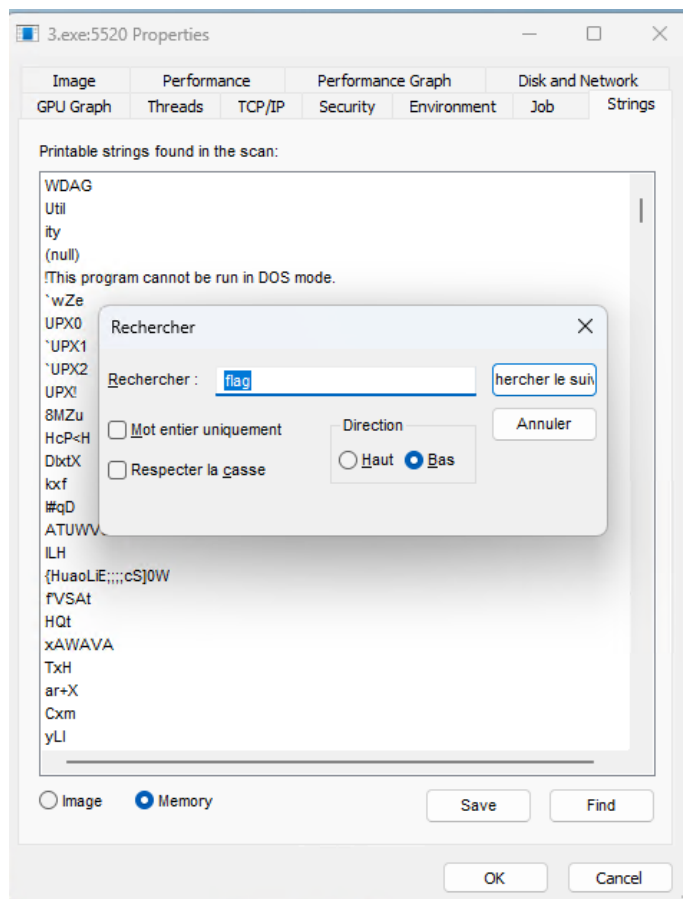 3.exe:5520 Properties
Image Performance Performance Graph Disk and Network
GPU Graph Threads TCP/IP Security Environment Job Strings
Printable strings found in the scan:
WDAG
Util
ity
(null)
!This program cannot be run in DOS mode.
`wZe
UPX0
`UPX1
`UPX2
UPX!
8MZu
HcP<H
kxf
ATUWV
{HuaoLiE;;;;cS]0W
f'VSAt
HQt
xAWAVA
TxH
ar+X
Cxm
Rechercher
Rechercher : flag
hercher le suiv
Mot entier uniquement
Respecter la casse
Direction
Haut Bas
Annuler
Image Memory Save Find
OK Cancel